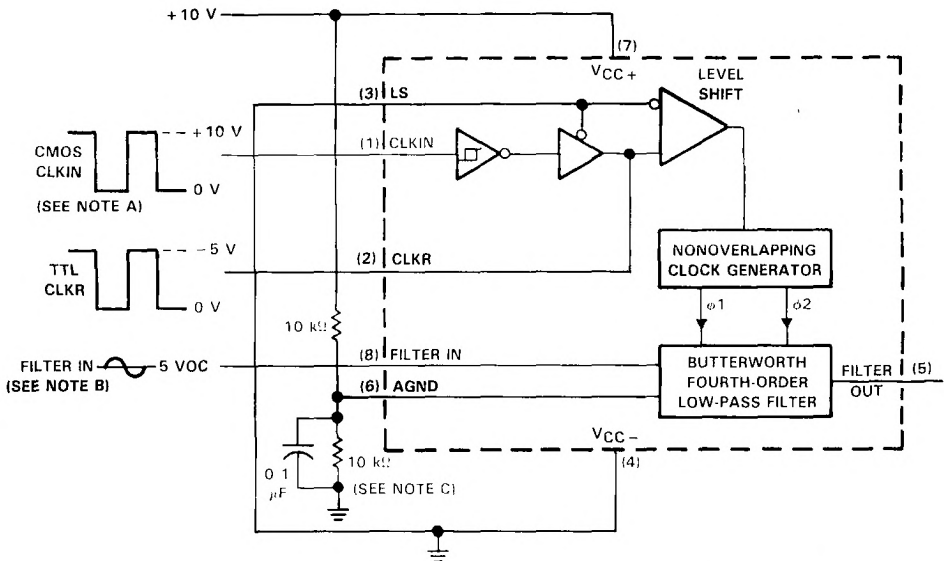 +10 V
(7)
VCC+
LEVEL
SHIFT
(3) LS
CMOS
CLKIN
+10 V
0 V
(SEE NOTE A)
(1) CLKIN
TTL
CLKR
-5 V
0 V
(2) CLKR
NONOVERLAPPING
CLOCK GENERATOR
φ1
φ2
10 kΩ
FILTER IN
5 VOC
(SEE NOTE B)
(8) FILTER IN
(6) AGND
BUTTERWORTH
FOURTH-ORDER
LOW-PASS FILTER
FILTER
OUT
(5)
VCC-
(4)
0 1
μF
10 kΩ
(SEE NOTE C)